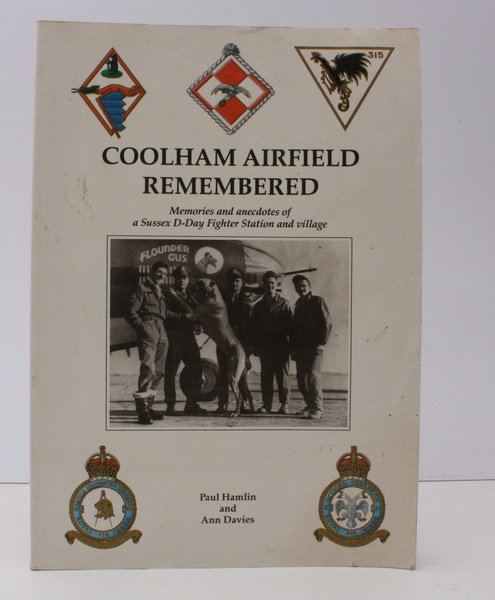 315
COOLHAM AIRFIELD
REMEMBERED
Memories and anecdotes of
a Sussex D-Day Fighter Station and village
FLOUNDER
GUS
Paul Hamlin
and
Ann Davies